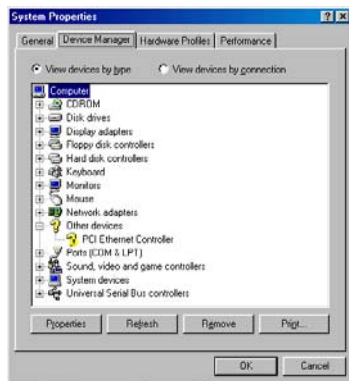 System Properties
General Device Manager Hardware Profiles Performance
View devices by type View devices by connection
Computer
CDROM
Disk drives
Display adapters
Floppy disk controllers
Hard disk controllers
Keyboard
Monitors
Mouse
Network adapters
Other devices
PCI Ethernet Controller
Ports (COM & LPT)
Sound, video and game controllers
System devices
Universal Serial Bus controllers
Properties Refresh Remove Print...
OK Cancel